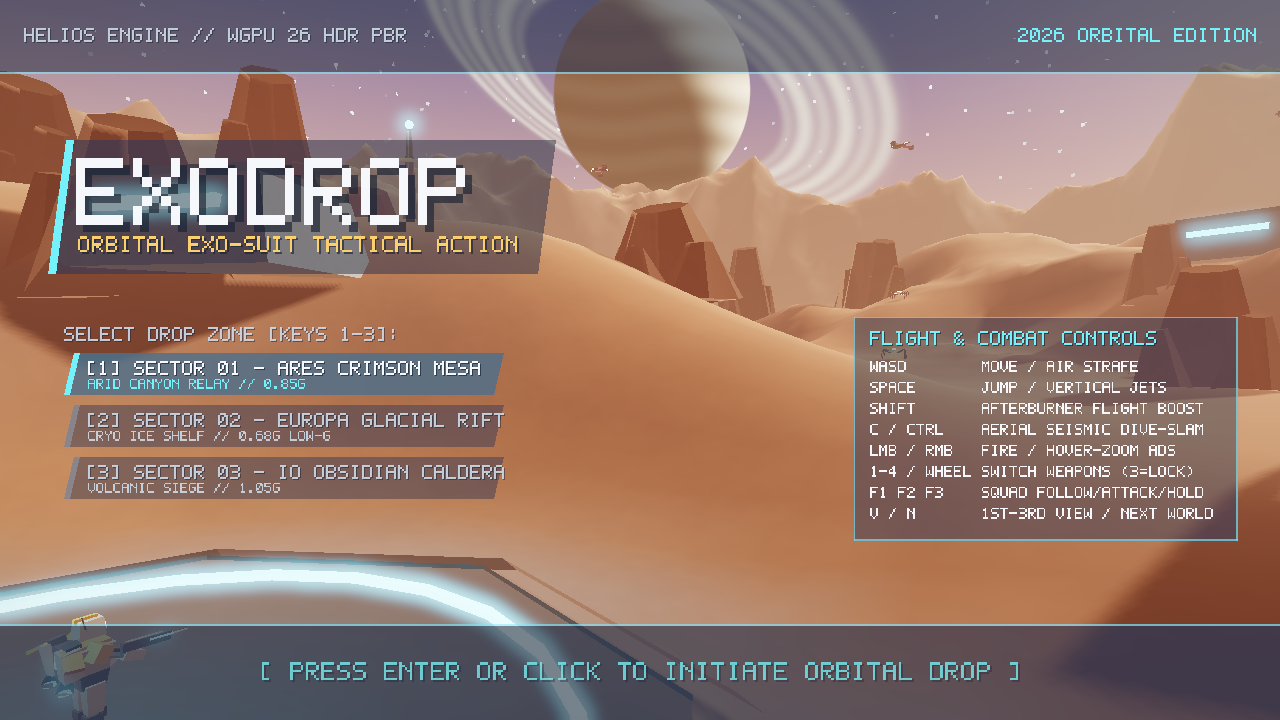 HELIOS ENGINE // WGPU 26 HDR PBR
2026 ORBITAL EDITION
EXODROP
ORBITAL EXO-SUIT TACTICAL ACTION
SELECT DROP ZONE [KEYS 1-3]:
[1] SECTOR 01 - ARES CRIMSON MESA
ARID CANYON RELAY // 0.85G
[2] SECTOR 02 - EUROPA GLACIAL RIFT
CRYO ICE SHELF // 0.68G LOW-G
[3] SECTOR 03 - IO OBSIDIAN CALDERA
VOLCANIC SIEGE // 1.05G
FLIGHT & COMBAT CONTROLS
WASD MOVE / AIR STRAFE
SPACE JUMP / VERTICAL JETS
SHIFT AFTERBURNER FLIGHT BOOST
C / CTRL AERIAL SEISMIC DIVE-SLAM
LMB / RMB FIRE / HOVER-ZOOM ADS
1-4 / WHEEL SWITCH WEAPONS (3=LOCK)
F1 F2 F3 SQUAD FOLLOW/ATTACK/HOLD
V / N 1ST-3RD VIEW / NEXT WORLD
[ PRESS ENTER OR CLICK TO INITIATE ORBITAL DROP ]